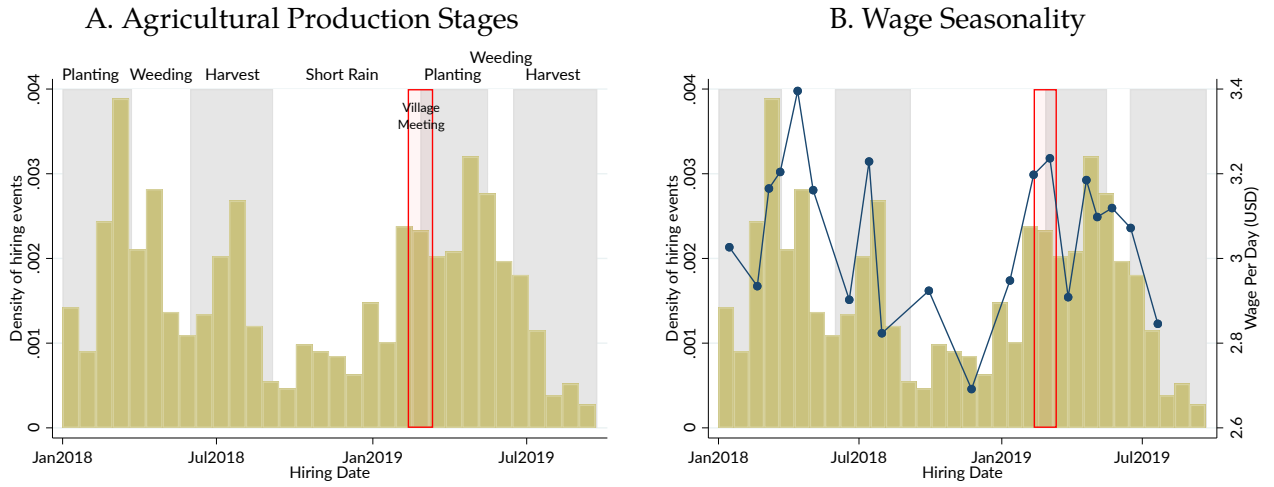 A. Agricultural Production Stages
Weeding
Planting Weeding Harvest Short Rain Planting Harvest
Village
Meeting
Density of hiring events
.004
.003
.002
.001
0
Jan2018 Jul2018 Jan2019 Jul2019
Hiring Date
B. Wage Seasonality
Density of hiring events
.004
.003
.002
.001
0
3.4
3.2
3
2.8
2.6
Wage Per Day (USD)
Jan2018 Jul2018 Jan2019 Jul2019
Hiring Date